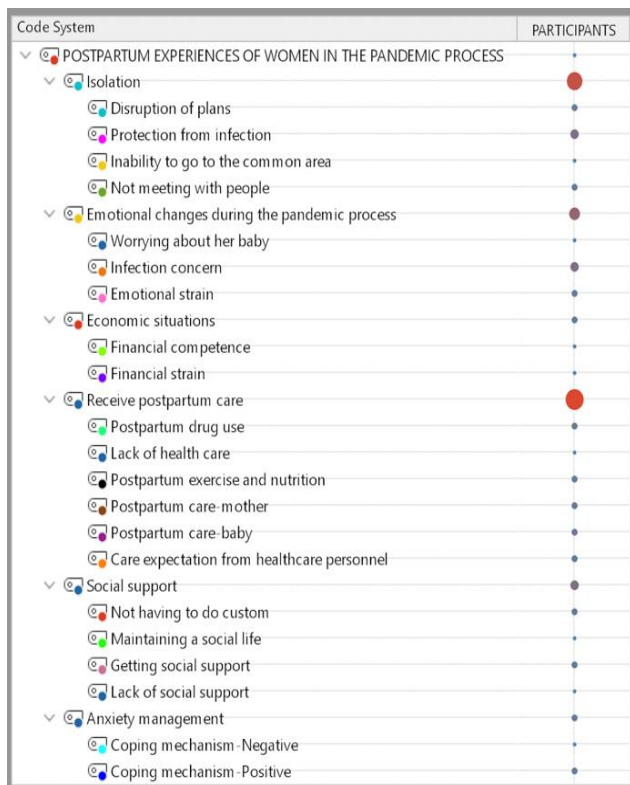 Code System PARTICIPANTS
POSTPARTUM EXPERIENCES OF WOMEN IN THE PANDEMIC PROCESS
Isolation
Disruption of plans
Protection from infection
Inability to go to the common area
Not meeting with people
Emotional changes during the pandemic process
Worrying about her baby
Infection concern
Emotional strain
Economic situations
Financial competence
Financial strain
Receive postpartum care
Postpartum drug use
Lack of health care
Postpartum exercise and nutrition
Postpartum care-mother
Postpartum care-baby
Care expectation from healthcare personnel
Social support
Not having to do custom
Maintaining a social life
Getting social support
Lack of social support
Anxiety management
Coping mechanism-Negative
Coping mechanism-Positive